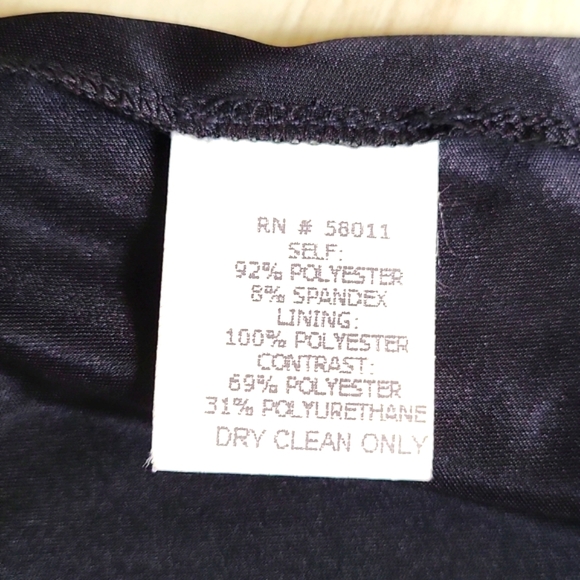 RN # 58011
SELF:
92% POLYESTER
8% SPANDEX
LINING:
100% POLYESTER
CONTRAST:
69% POLYESTER
31% POLYURETHANE
DRY CLEAN ONLY